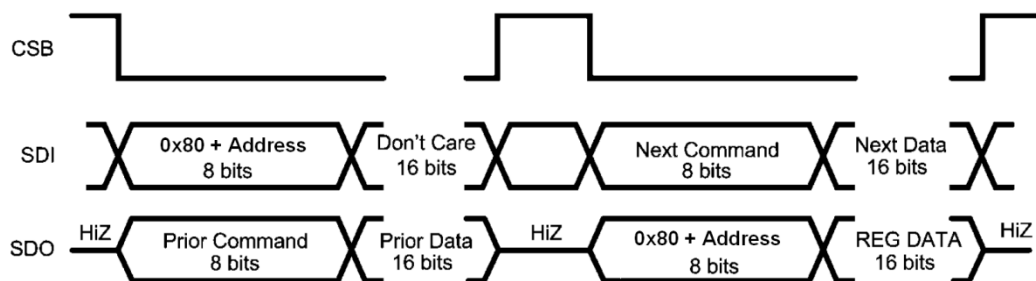 CSB
SDI
0x80 + Address
8 bits
Don't Care
16 bits
Next Command
8 bits
Next Data
16 bits
SDO
HiZ
Prior Command
8 bits
Prior Data
16 bits
HiZ
0x80 + Address
8 bits
REG DATA
16 bits
HiZ